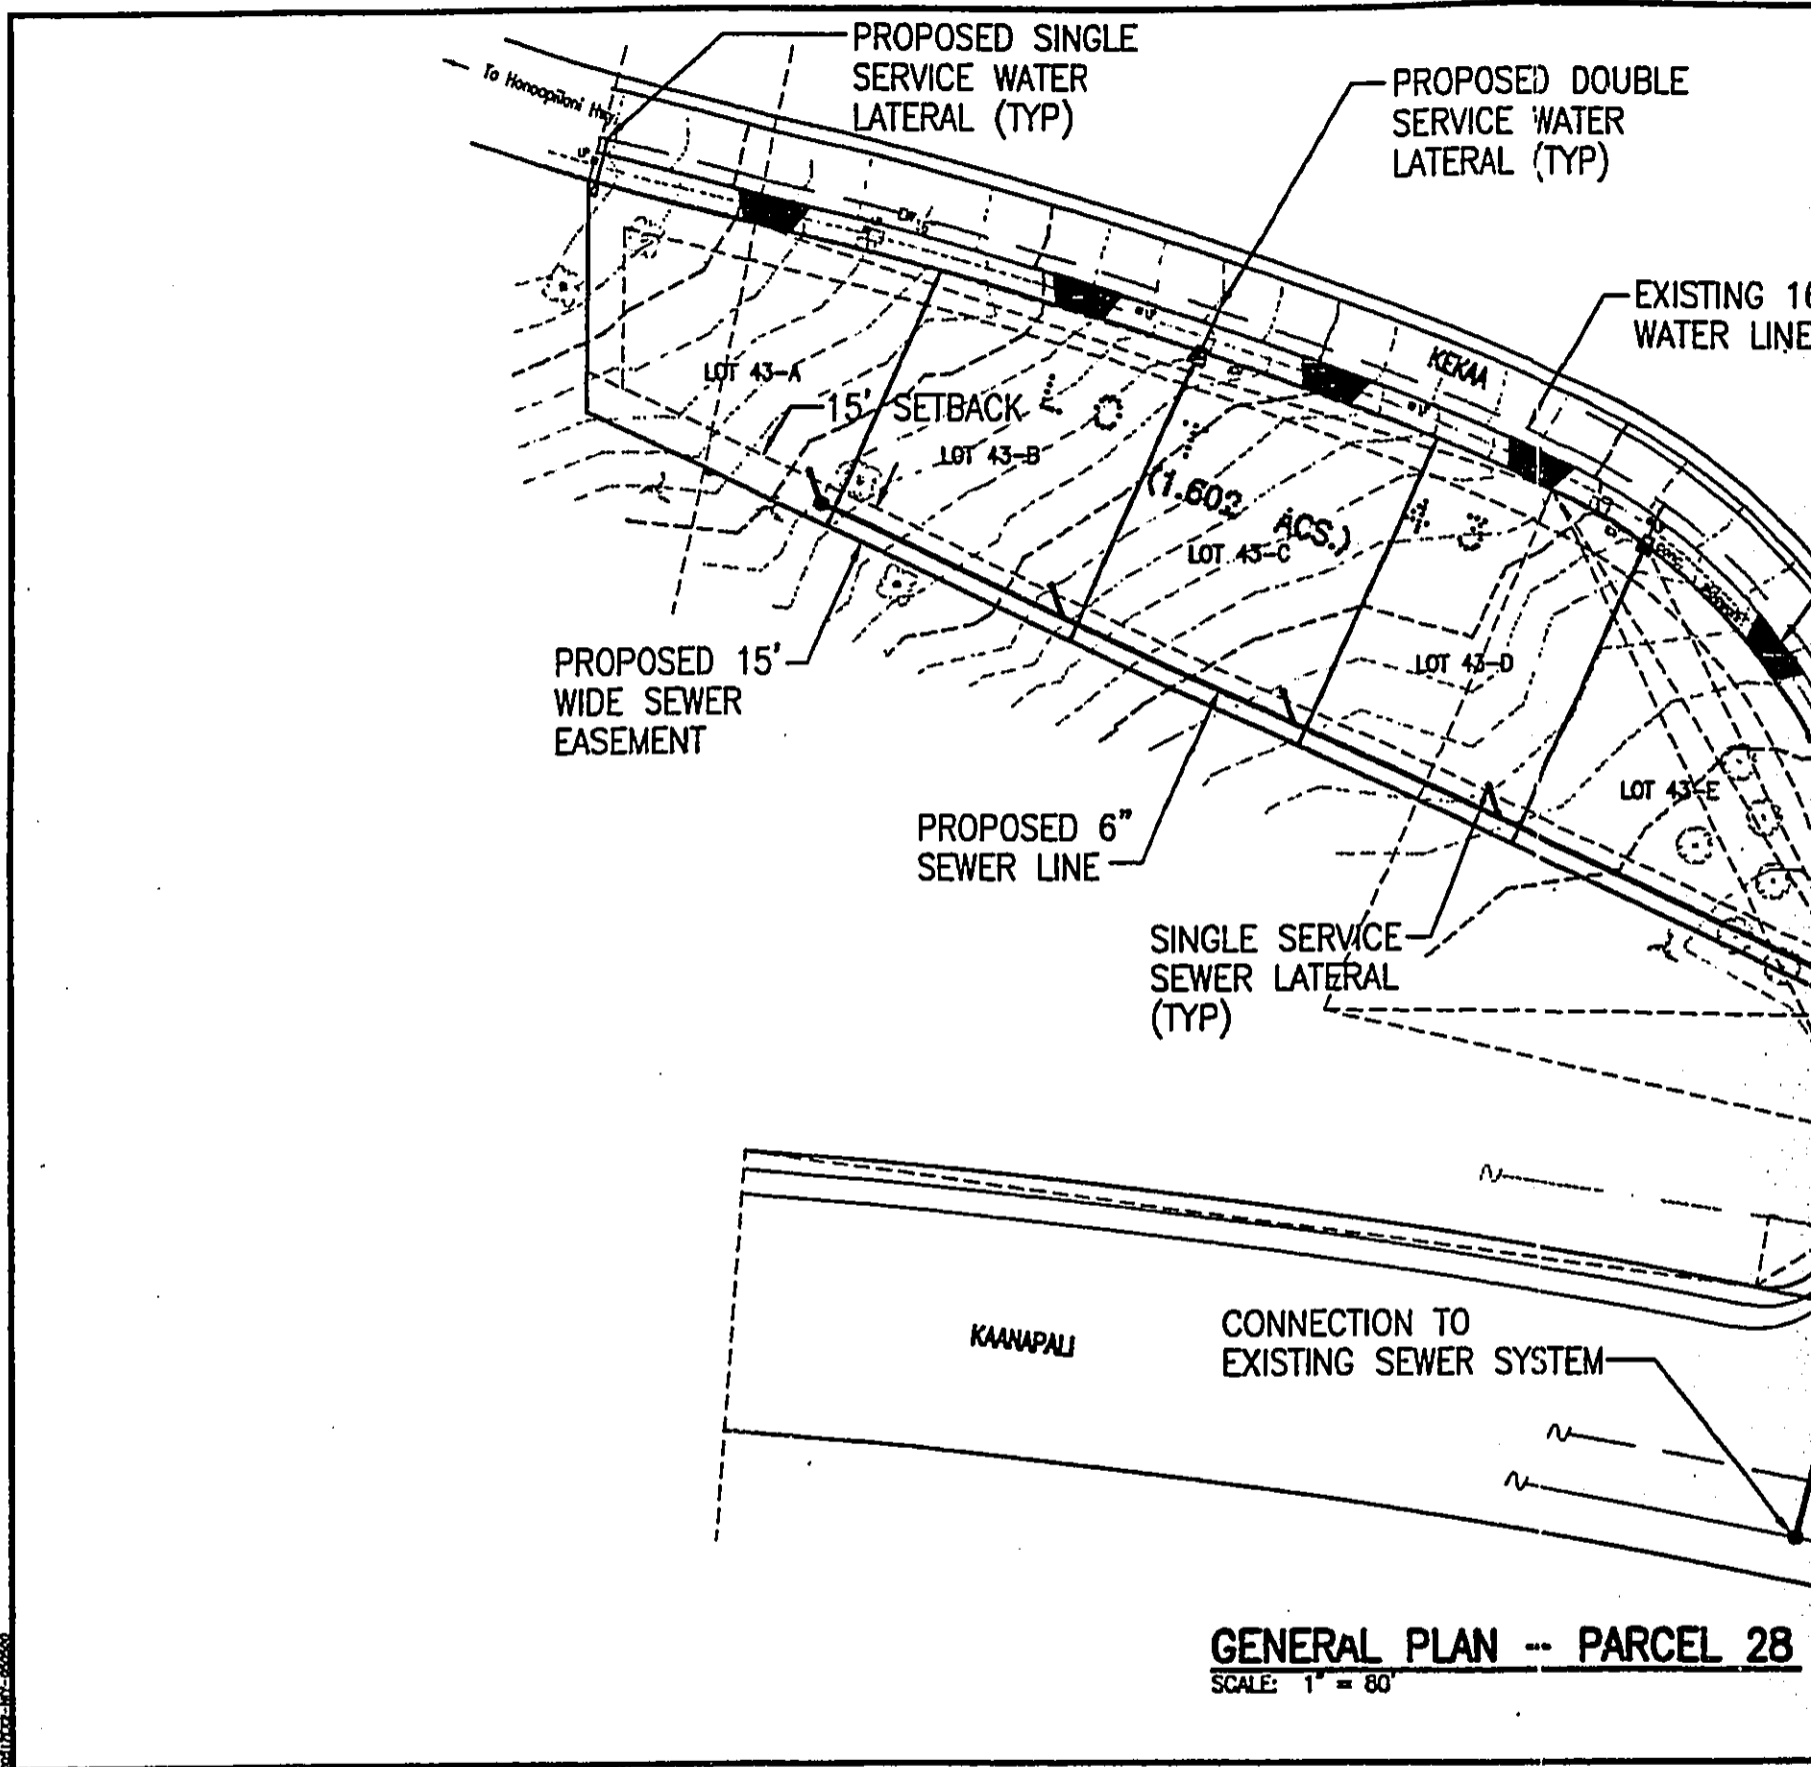 PROPOSED SINGLE
SERVICE WATER
LATERAL (TYP)
PROPOSED DOUBLE
SERVICE WATER
LATERAL (TYP)
To Honoapiilani Hwy
EXISTING 16
WATER LINE
KEKAA
LOT 43-A
15' SETBACK
LOT 43-B
(1.602 ACS.)
LOT 43-C
LOT 43-D
LOT 43-E
PROPOSED 15'
WIDE SEWER
EASEMENT
PROPOSED 6"
SEWER LINE
SINGLE SERVICE
SEWER LATERAL
(TYP)
KAANAPALI
CONNECTION TO
EXISTING SEWER SYSTEM
GENERAL PLAN -- PARCEL 28
SCALE: 1" = 80'